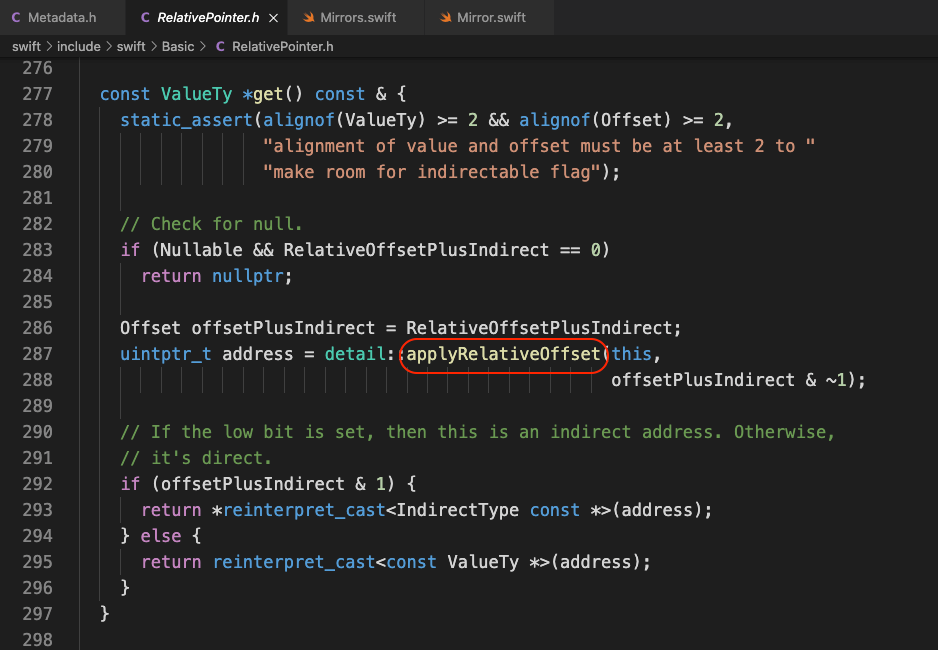 Metadata.h RelativePointer.h Mirrors.swift Mirror.swift
swift > include > swift > Basic > C RelativePointer.h
276
277 const ValueTy *get() const & {
278 static_assert(alignof(ValueTy) >= 2 && alignof(Offset) >= 2,
279 "alignment of value and offset must be at least 2 to "
280 "make room for indirectable flag");
281
282 // Check for null.
283 if (Nullable && RelativeOffsetPlusIndirect == 0)
284 return nullptr;
285
286 Offset offsetPlusIndirect = RelativeOffsetPlusIndirect;
287 uintptr_t address = detail::applyRelativeOffset(this,
288 offsetPlusIndirect & ~1);
289
290 // If the low bit is set, then this is an indirect address. Otherwise,
291 // it's direct.
292 if (offsetPlusIndirect & 1) {
293 return *reinterpret_cast<IndirectType const *>(address);
294 } else {
295 return reinterpret_cast<const ValueTy *>(address);
296 }
297 }
298